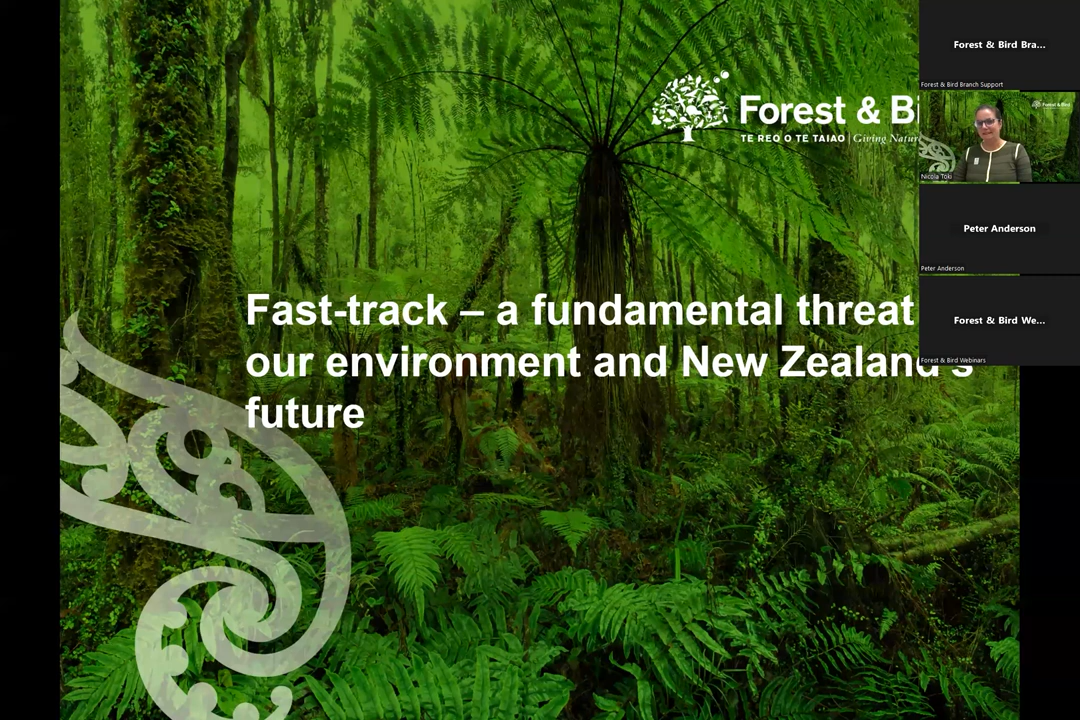 Forest & Bi
TE REO O TE TAIAO | Giving Natur
Fast-track – a fundamental threat
our environment and New Zealand's
future
Forest & Bird Bra...
Forest & Bird Branch Support
Nicola Toki
Peter Anderson
Peter Anderson
Forest & Bird We...
Forest & Bird Webinars